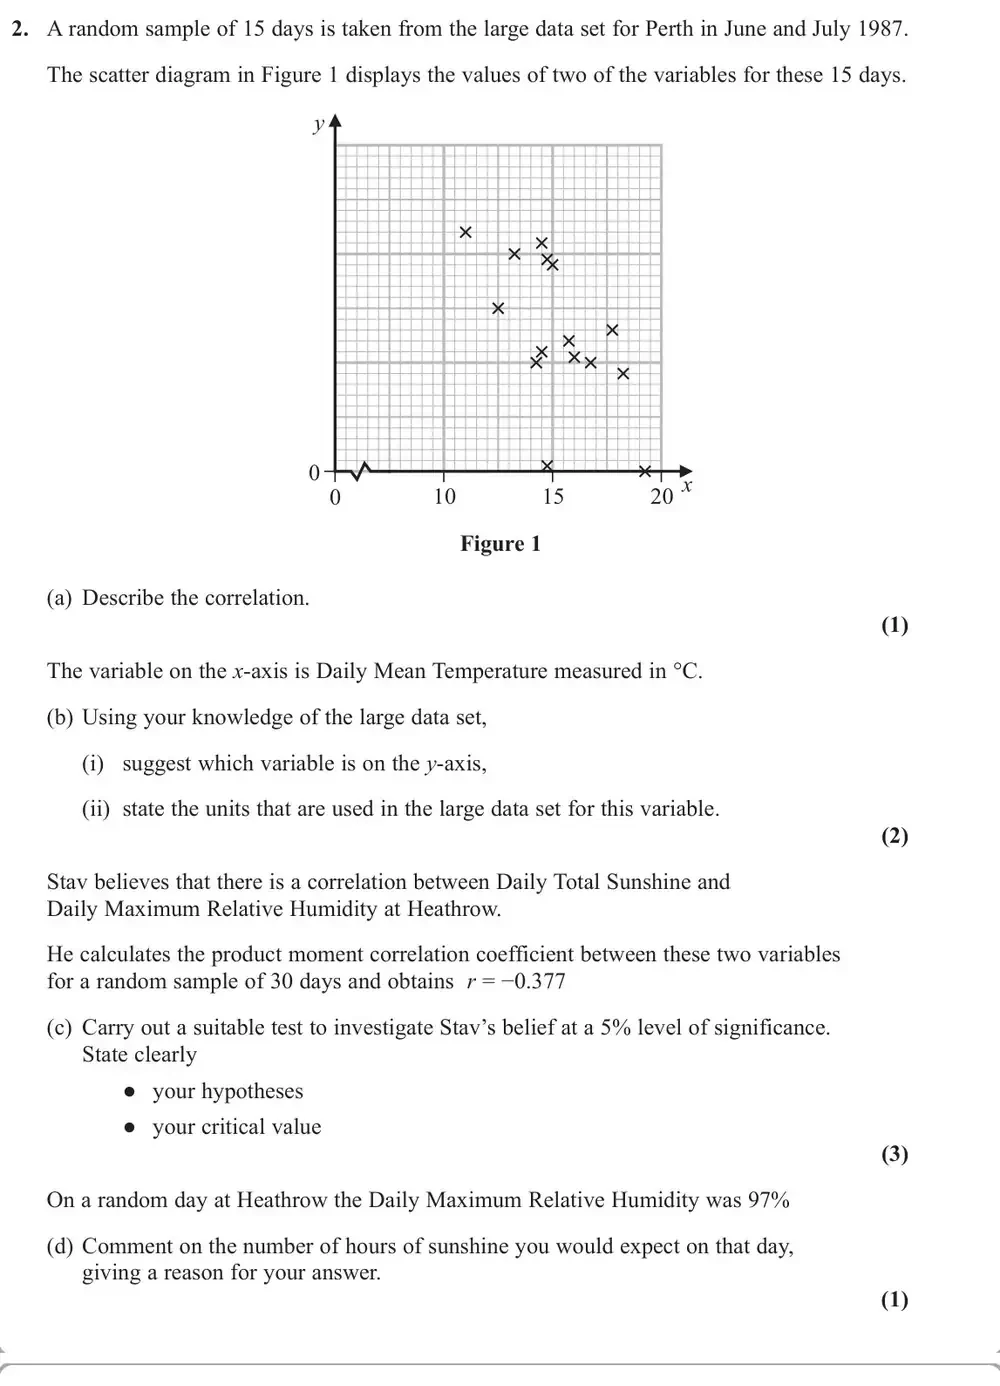 2. A random sample of 15 days is taken from the large data set for Perth in June and July 1987.
The scatter diagram in Figure 1 displays the values of two of the variables for these 15 days.
y
0
0 10 15 20 x
Figure 1
(a) Describe the correlation.
(1)
The variable on the x-axis is Daily Mean Temperature measured in °C.
(b) Using your knowledge of the large data set,
(i) suggest which variable is on the y-axis,
(ii) state the units that are used in the large data set for this variable.
(2)
Stav believes that there is a correlation between Daily Total Sunshine and
Daily Maximum Relative Humidity at Heathrow.
He calculates the product moment correlation coefficient between these two variables
for a random sample of 30 days and obtains r = −0.377
(c) Carry out a suitable test to investigate Stav's belief at a 5% level of significance.
State clearly
● your hypotheses
● your critical value
(3)
On a random day at Heathrow the Daily Maximum Relative Humidity was 97%
(d) Comment on the number of hours of sunshine you would expect on that day,
giving a reason for your answer.
(1)